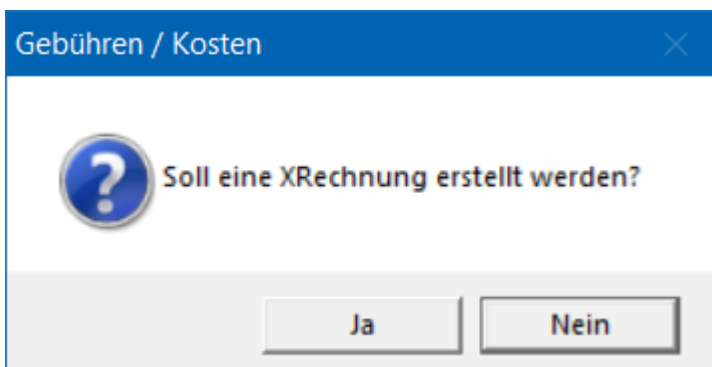 Gebühren / Kosten
Soll eine XRechnung erstellt werden?
Ja
Nein